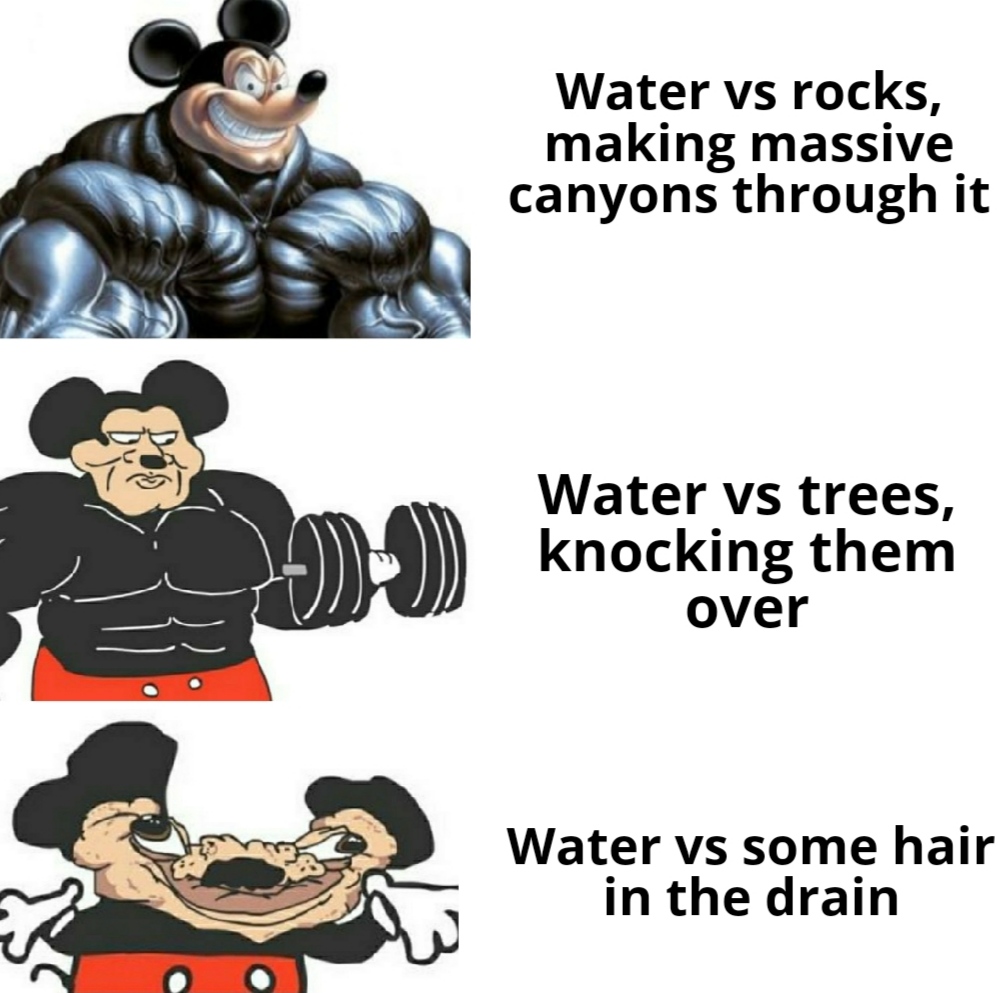 Water vs rocks,
making massive
canyons through it
Water vs trees,
knocking them
over
Water vs some hair
in the drain